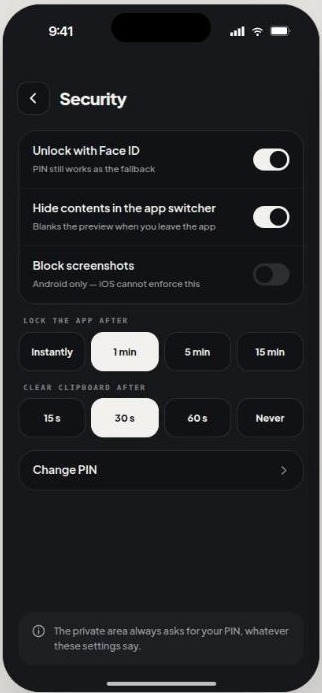 9:41
Security
Unlock with Face ID
PIN still works as the fallback
Hide contents in the app switcher
Blanks the preview when you leave the app
Block screenshots
Android only — iOS cannot enforce this
LOCK THE APP AFTER
Instantly 1 min 5 min 15 min
CLEAR CLIPBOARD AFTER
15 s 30 s 60 s Never
Change PIN
The private area always asks for your PIN, whatever
these settings say.